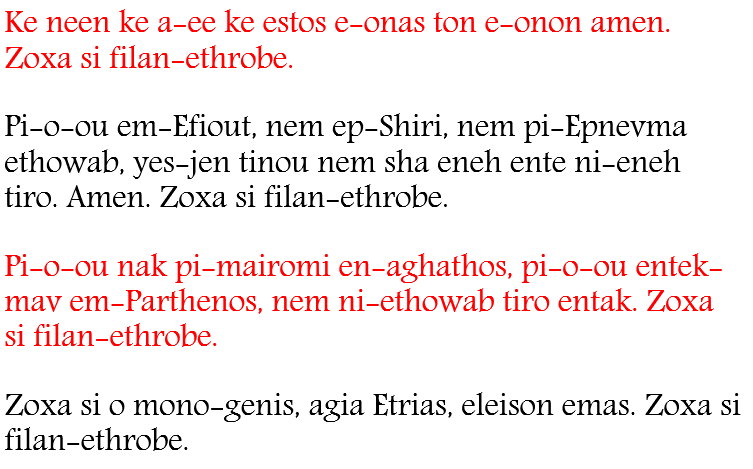 Ke neen ke a-ee ke estos e-onas ton e-onon amen.
Zoxa si filan-ethrobe.
Pi-o-ou em-Efiout, nem ep-Shiri, nem pi-Epnevma
ethowab, yes-jen tinou nem sha eneh ente ni-eneh
tiro. Amen. Zoxa si filan-ethrobe.
Pi-o-ou nak pi-mairomi en-aghathos, pi-o-ou entek-
mav em-Parthenos, nem ni-ethowab tiro entak. Zoxa
si filan-ethrobe.
Zoxa si o mono-genis, agia Etrias, eleison emas. Zoxa si
filan-ethrobe.